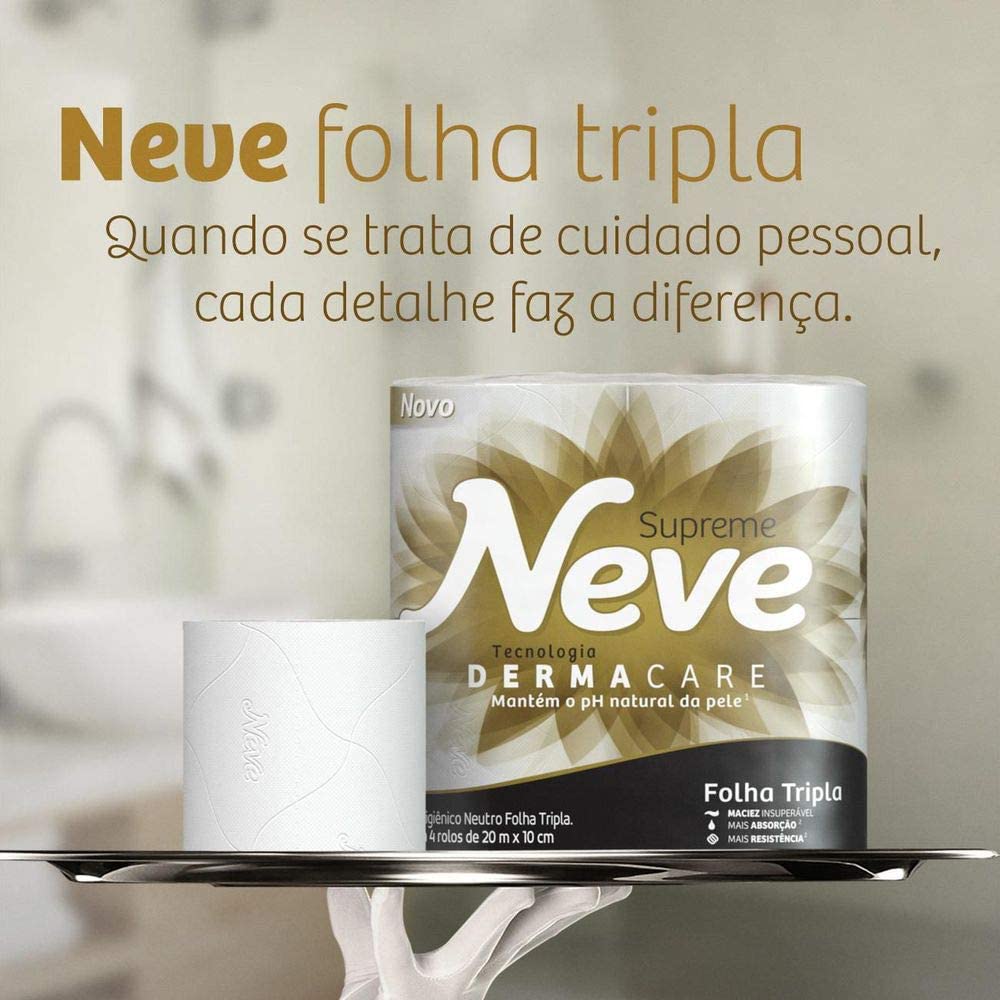 Neve folha tripla
Quando se trata de cuidado pessoal,
cada detalhe faz a diferença.
Novo
Supreme
Neve
Tecnologia
DERMACARE
Mantém o pH natural da pele¹
Folha Tripla
MACIEZ INSUPERÁVEL
MAIS ABSORÇÃO²
MAIS RESISTÊNCIA²
Neutro Folha Tripla.
4 rolos de 20 m x 10 cm
Neve